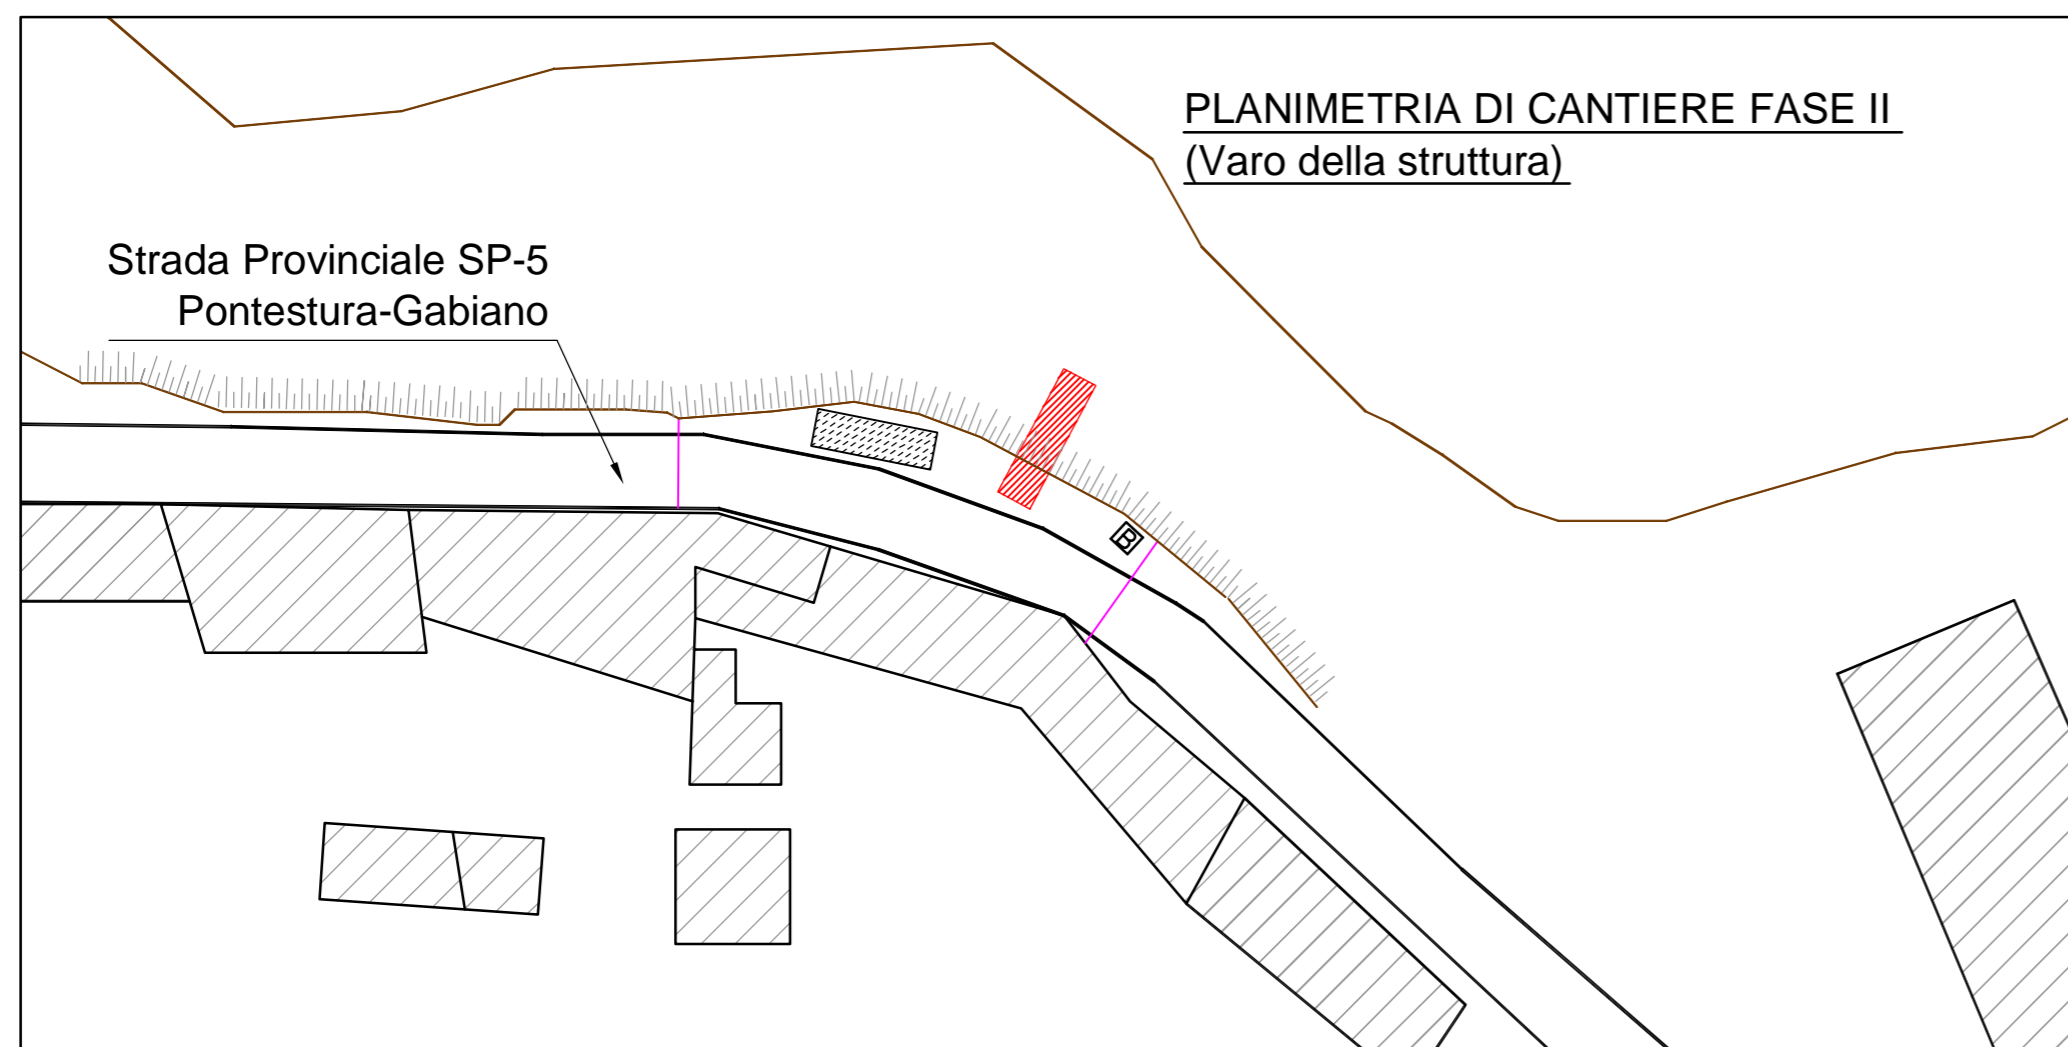 PLANIMETRIA DI CANTIERE FASE II
(Varo della struttura)
Strada Provinciale SP-5
Pontestura-Gabiano
B